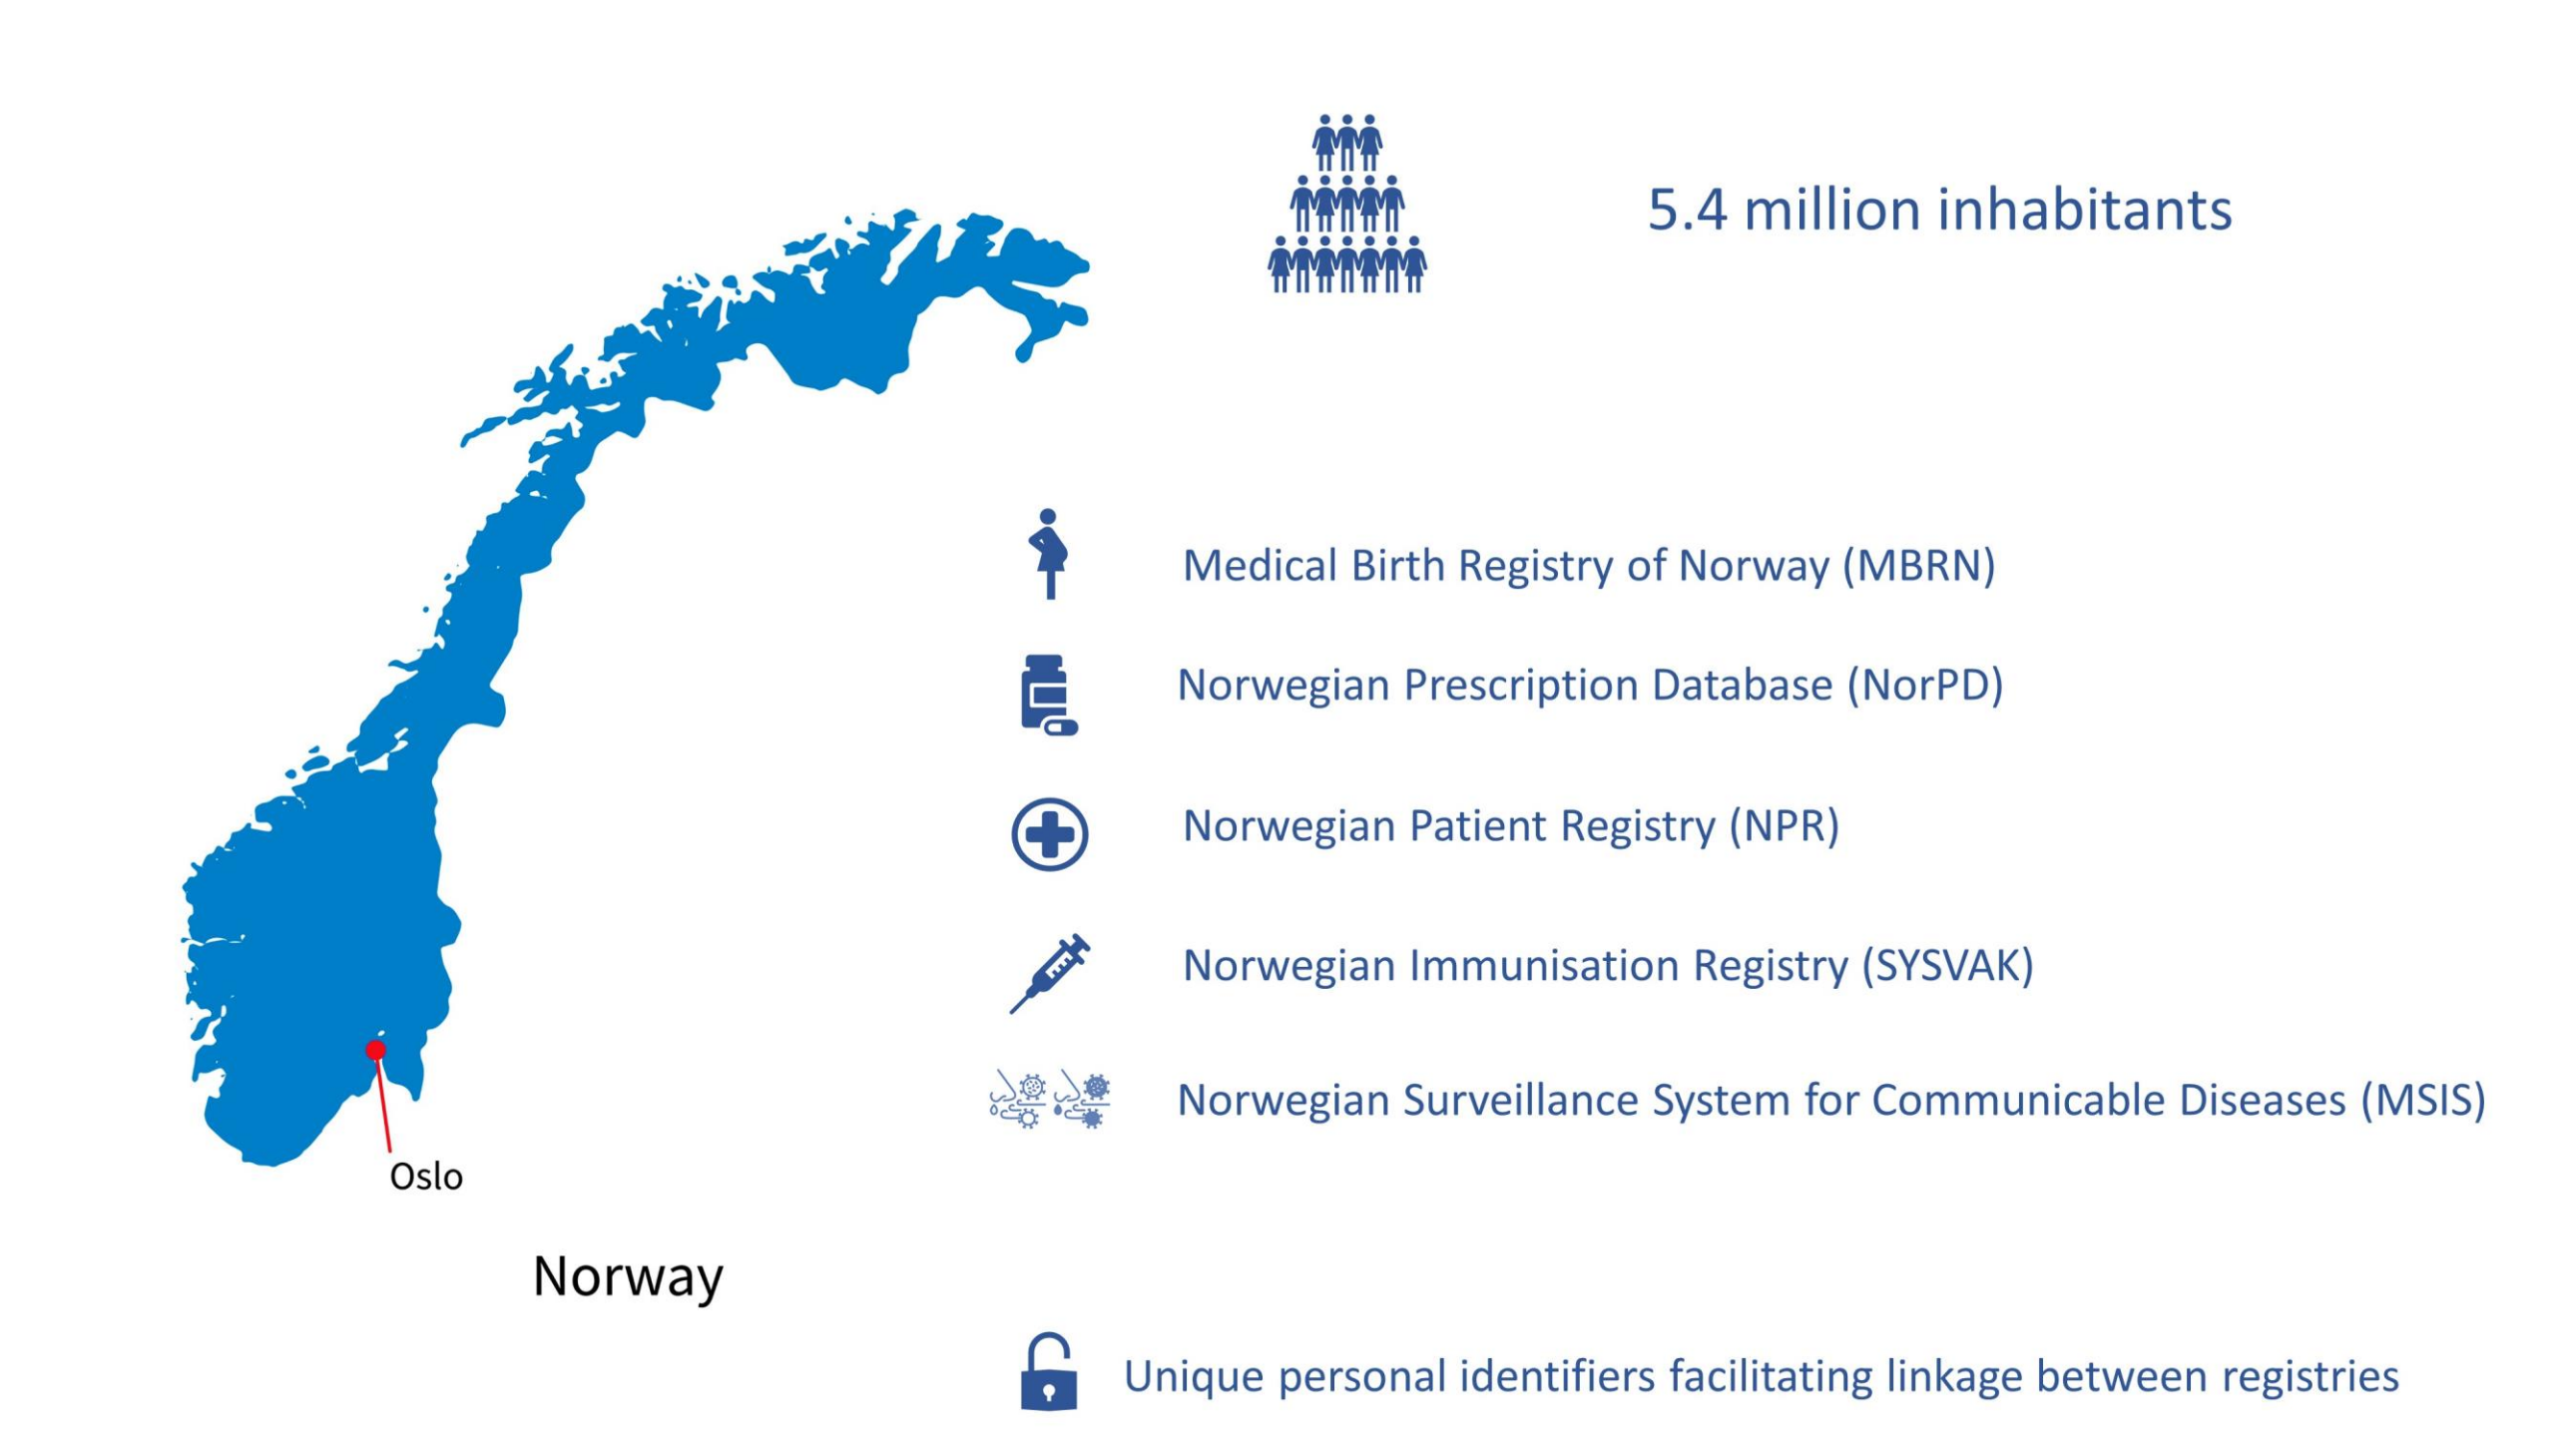 5.4 million inhabitants
Medical Birth Registry of Norway (MBRN)
Norwegian Prescription Database (NorPD)
Norwegian Patient Registry (NPR)
Norwegian Immunisation Registry (SYSVAK)
Norwegian Surveillance System for Communicable Diseases (MSIS)
Oslo
Norway
Unique personal identifiers facilitating linkage between registries